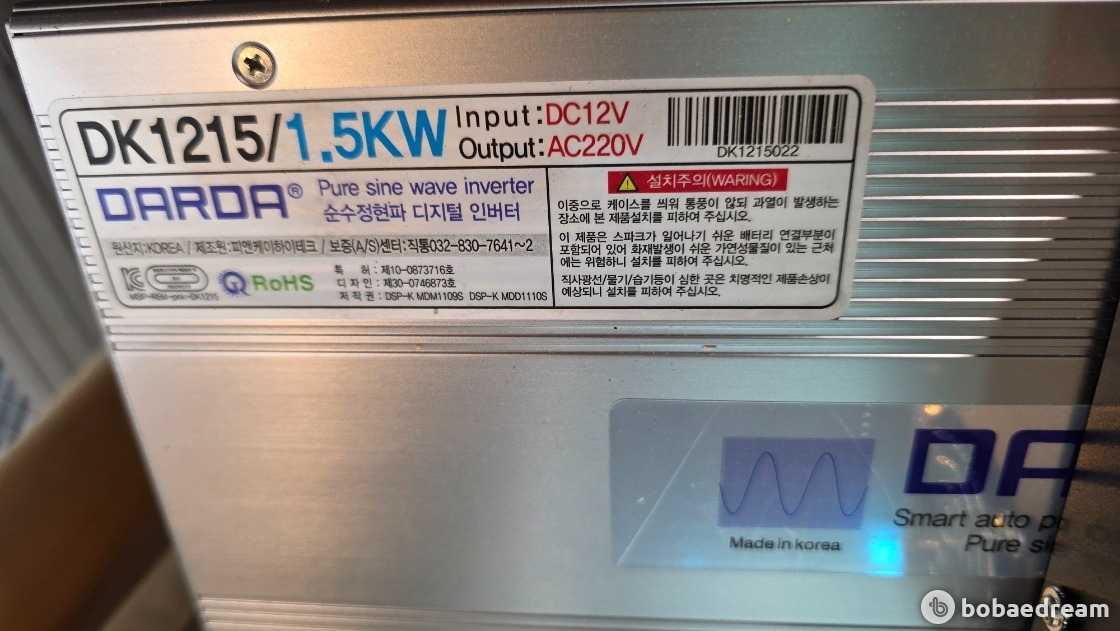 DK1215/1.5KW
Input:DC12V
Output:AC220V
DK1215022
DARDA®
Pure sine wave inverter
순수정현파 디지털 인버터
원산지:KOREA / 제조원:피앤케이하이테크 / 보증(A/S)센터:직통032-830-7641~2
RoHS
MSIP-REM-pnk-DK1215
특 허 : 제10-0873716호
디 자 인 : 제30-0746873호
저 작 권 : DSP-K MDM1109S DSP-K MDD1110S
설치주의(WARING)
이중으로 케이스를 씌워 통풍이 않되 과열이 발생하는
장소에 본 제품설치를 피하여 주십시오.
이 제품은 스파크가 일어나기 쉬운 배터리 연결부분이
포함되어 있어 화재발생이 쉬운 가연성물질이 있는 근처
에는 위험하니 설치를 피하여 주십시오.
직사광선/물기/습기등이 심한 곳은 치명적인 제품손상이
예상되니 설치를 피하여 주십시오.
DA
Smart auto p
Pure si
Made in korea
bobaedream